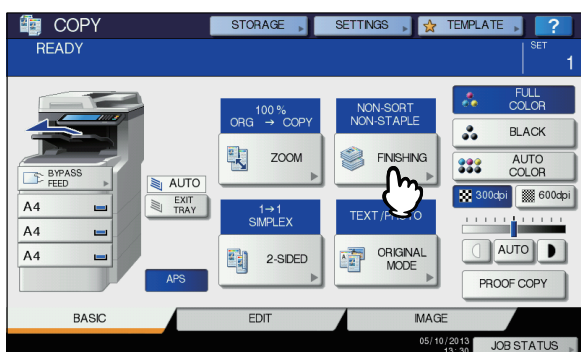 COPY
STORAGE
SETTINGS
TEMPLATE
?
READY
SET
1
100 %
ORG → COPY
NON-SORT
NON-STAPLE
ZOOM
FINISHING
FULL
COLOR
BLACK
AUTO
COLOR
300dpi
600dpi
BYPASS
FEED
A4
A4
A4
AUTO
EXIT
TRAY
APS
1→1
SIMPLEX
TEXT/PHOTO
2-SIDED
ORIGINAL
MODE
AUTO
PROOF COPY
BASIC
EDIT
IMAGE
05/10/2013
13:30
JOB STATUS